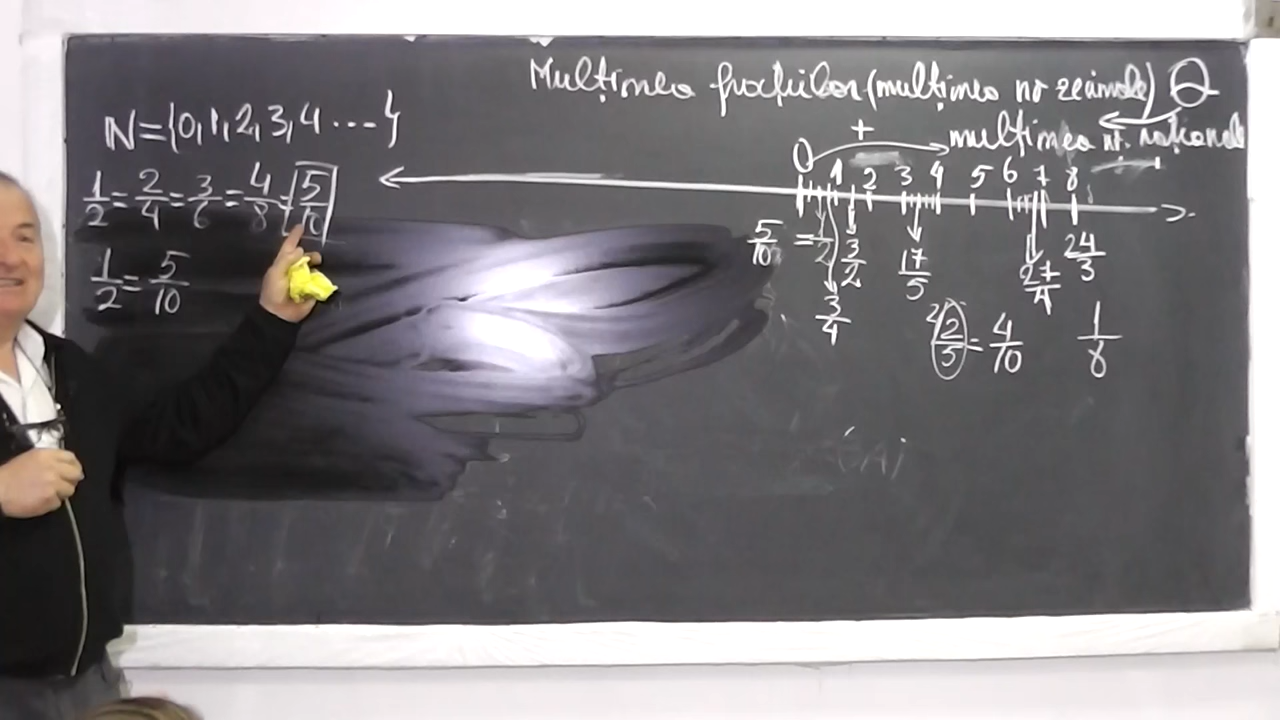 Mulțimea fracțiilor (mulțimea nr zecimale) Q
mulțimea nr. raționale
N={0,1,2,3,4 ...}
1/2 = 2/4 = 3/6 = 4/8 = 5/10
1/2 = 5/10
+
0 1 2 3 4 5 6 7 8
5/10 = 1/2 3/2 17/5 27/4 24/3
3/4
2/5 = 4/10 1/8